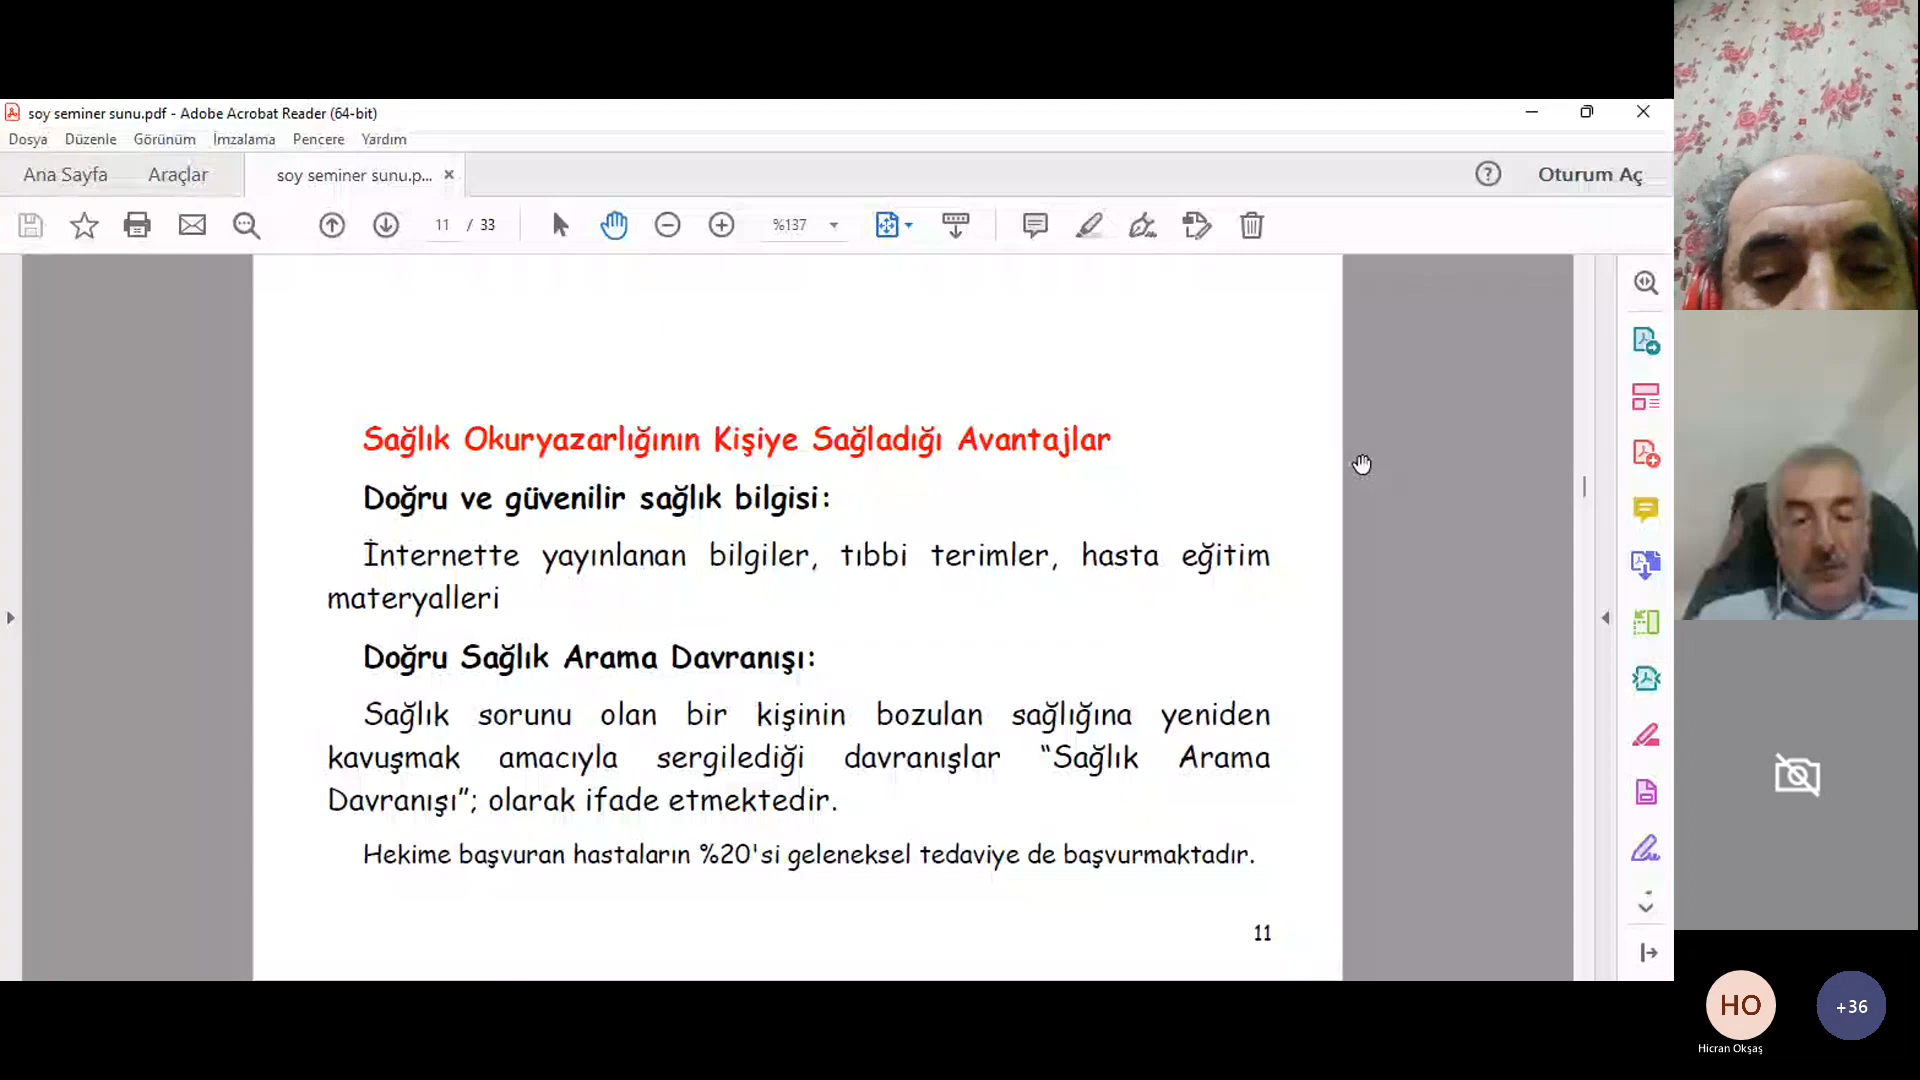 soy seminer sunu.pdf - Adobe Acrobat Reader (64-bit)
Dosya Düzenle Görünüm İmzalama Pencere Yardım
Ana Sayfa Araçlar soy seminer sunu.p... Oturum Aç
11 / 33 %137
Sağlık Okuryazarlığının Kişiye Sağladığı Avantajlar
Doğru ve güvenilir sağlık bilgisi:
İnternette yayınlanan bilgiler, tıbbi terimler, hasta eğitim
materyalleri
Doğru Sağlık Arama Davranışı:
Sağlık sorunu olan bir kişinin bozulan sağlığına yeniden
kavuşmak amacıyla sergilediği davranışlar “Sağlık Arama
Davranışı”; olarak ifade etmektedir.
Hekime başvuran hastaların %20'si geleneksel tedaviye de başvurmaktadır.
11
HO +36
Hicran Okşaş